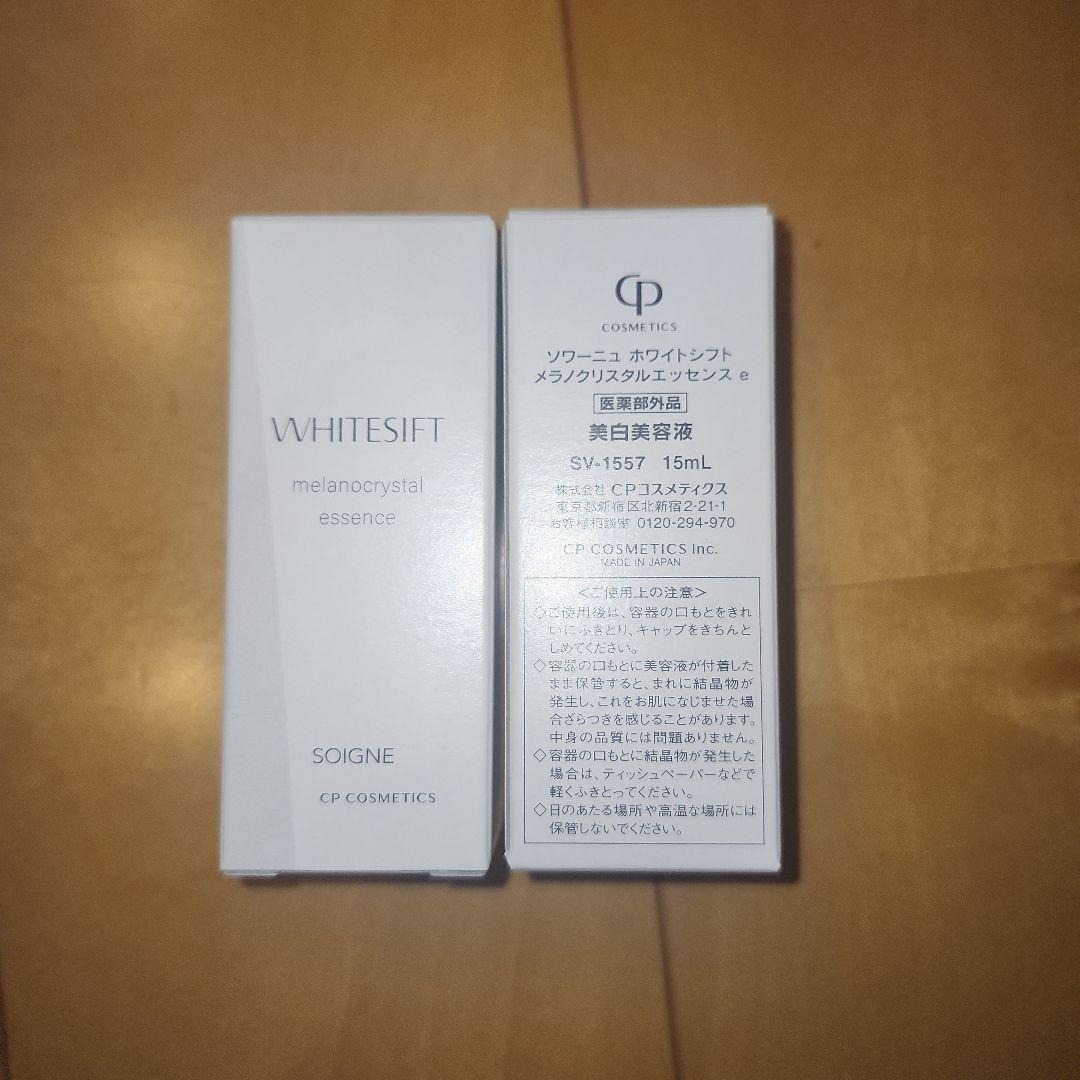 WHITESIFT
melanocrystal
essence
SOIGNE
CP COSMETICS
Cp
COSMETICS
ソワーニュ ホワイトシフト
メラノクリスタルエッセンス e
医薬部外品
美白美容液
SV-1557 15mL
株式会社 CPコスメティクス
東京都新宿区北新宿2-21-1
お客様相談室 0120-294-970
CP COSMETICS Inc.
MADE IN JAPAN
<ご使用上の注意>
◇ご使用後は、容器の口もとをきれ
いにふきとり、キャップをきちんと
しめてください。
◇容器の口もとに美容液が付着した
まま保管すると、まれに結晶物が
発生し、これをお肌になじませた場
合ざらつきを感じることがあります。
中身の品質には問題ありません。
◇容器の口もとに結晶物が発生した
場合は、ティッシュペーパーなどで
軽くふきとってください。
◇日のあたる場所や高温な場所には
保管しないでください。